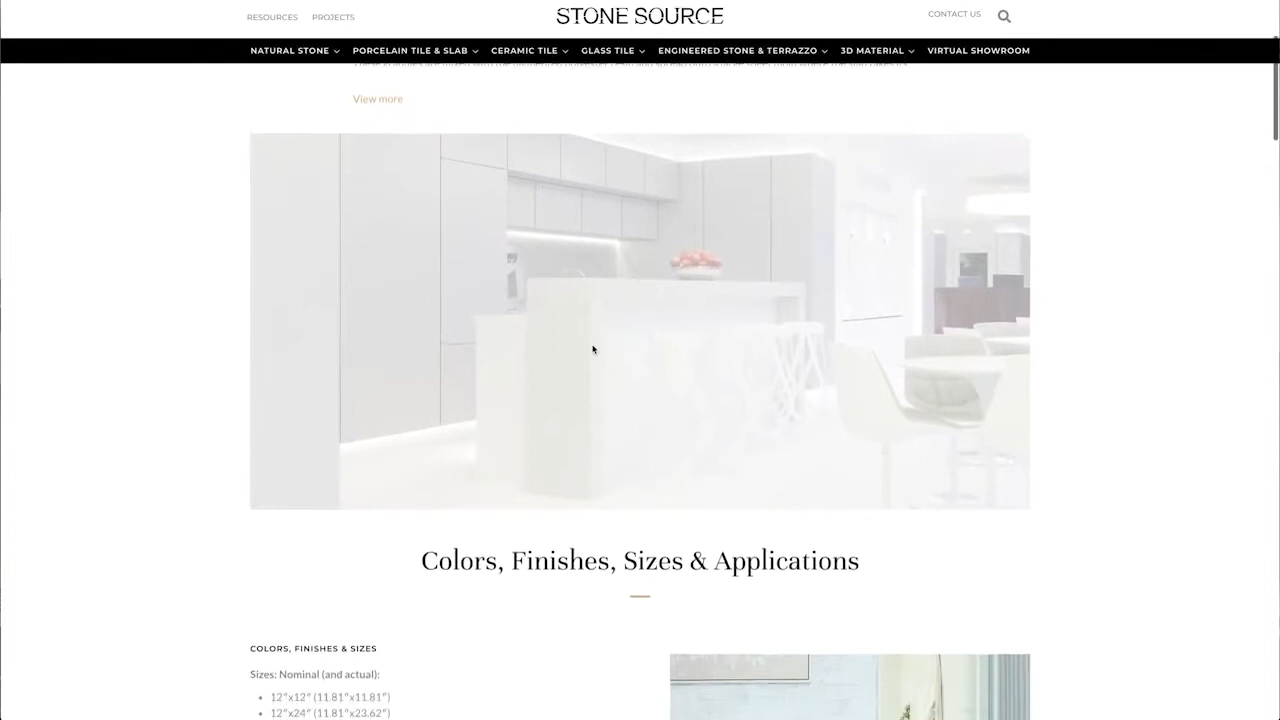 RESOURCES PROJECTS STONE SOURCE CONTACT US
NATURAL STONE PORCELAIN TILE & SLAB CERAMIC TILE GLASS TILE ENGINEERED STONE & TERRAZZO 3D MATERIAL VIRTUAL SHOWROOM
View more
Colors, Finishes, Sizes & Applications
COLORS, FINISHES & SIZES
Sizes: Nominal (and actual):
• 12"x12" (11.81"x11.81")
• 12"x24" (11.81"x23.62")